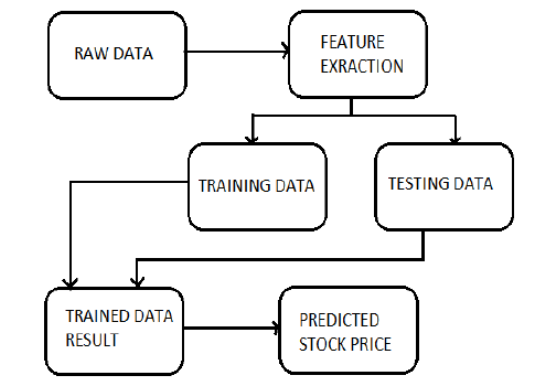 RAW DATA
FEATURE
EXRACTION
TRAINING DATA
TESTING DATA
TRAINED DATA
RESULT
PREDICTED
STOCK PRICE